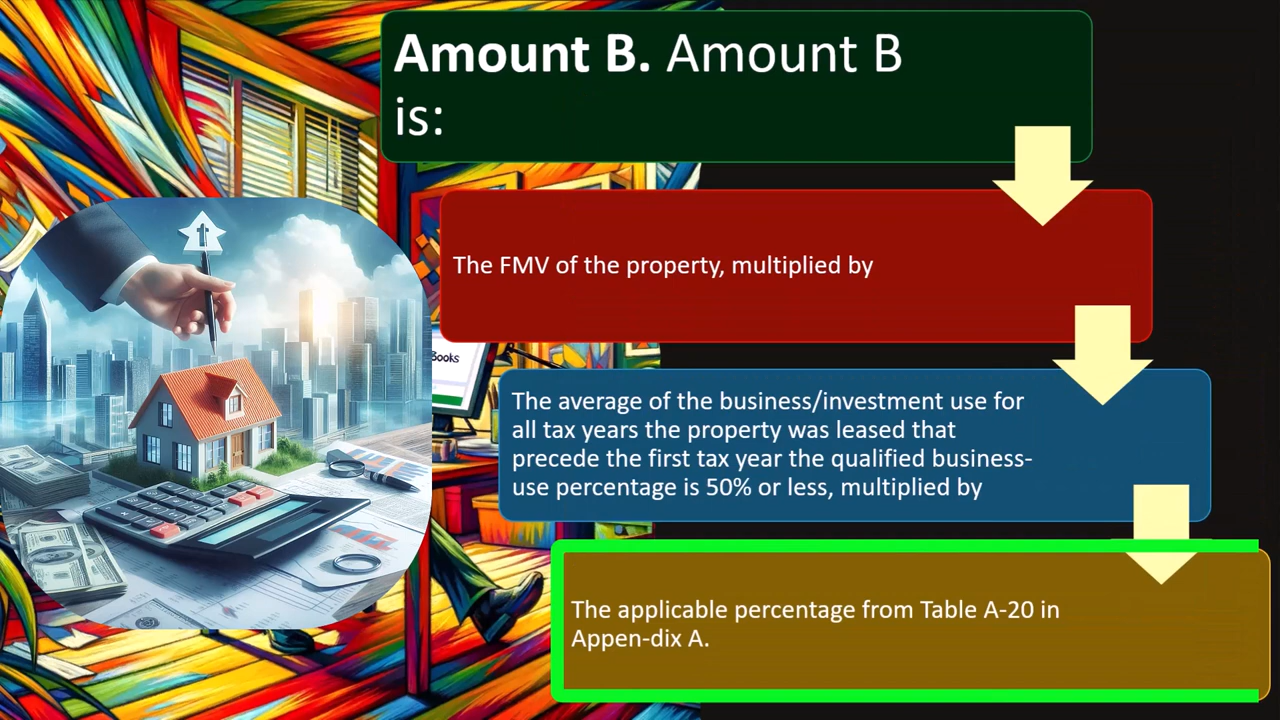 Amount B. Amount B
is:
The FMV of the property, multiplied by
The average of the business/investment use for
all tax years the property was leased that
precede the first tax year the qualified business-
use percentage is 50% or less, multiplied by
The applicable percentage from Table A-20 in
Appen-dix A.
t
Books